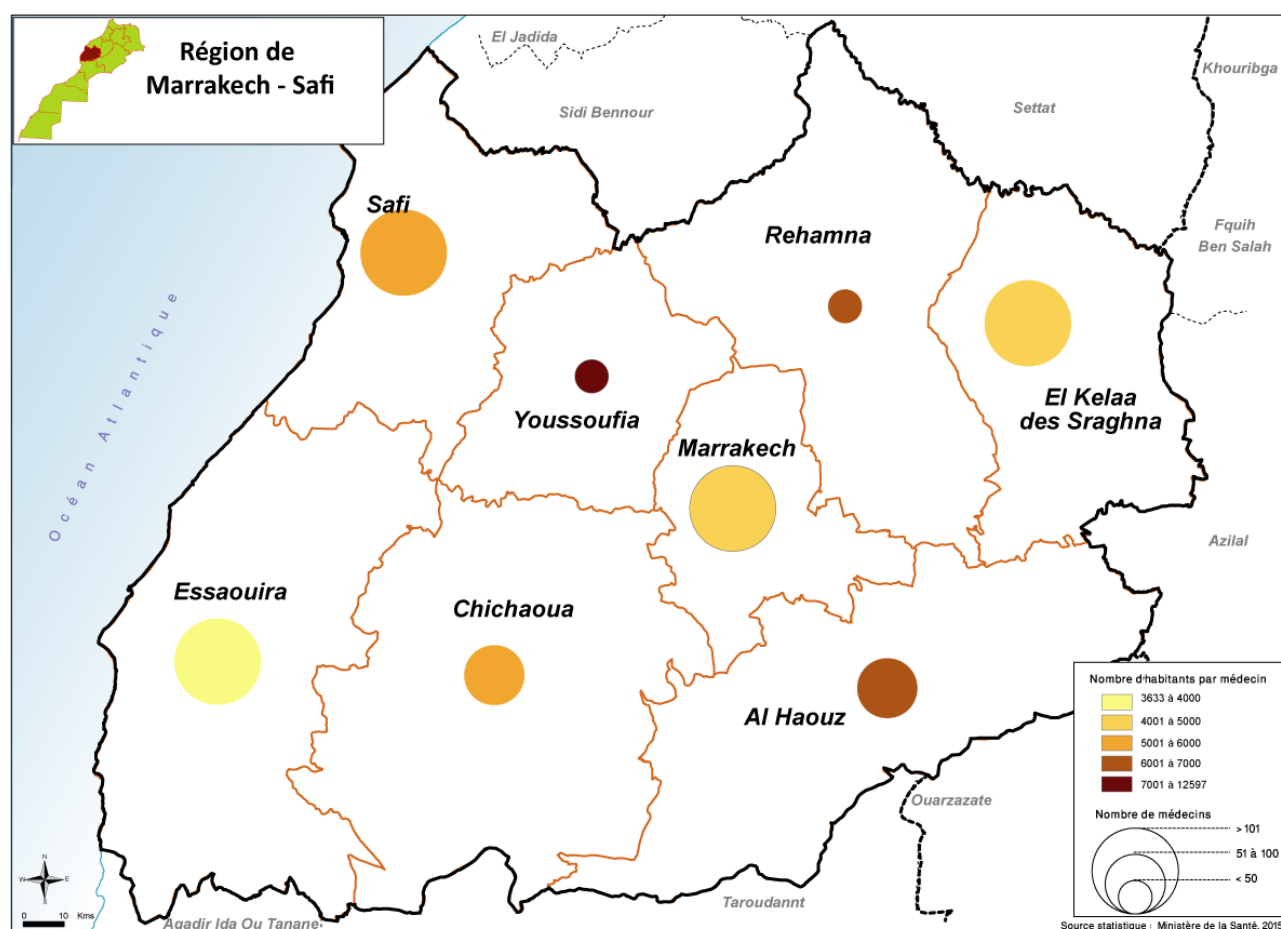 Région de
Marrakech - Safi
El Jadida
Khouribga
Sidi Bennour
Settat
Safi
Rehamna
Fquih
Ben Salah
Océan Atlantique
El Kelaa
des Sraghna
Youssoufia
Marrakech
Azilal
Essaouira
Chichaoua
Al Haouz
Ouarzazate
Taroudannt
Agadir Ida Ou Tanane
N
W
E
S
0 10 Kms
Nombre d'habitants par médecin
3633 à 4000
4001 à 5000
5001 à 6000
6001 à 7000
7001 à 12597
Nombre de médecins
> 101
51 à 100
< 50
Source statistique : Ministère de la Santé, 2015